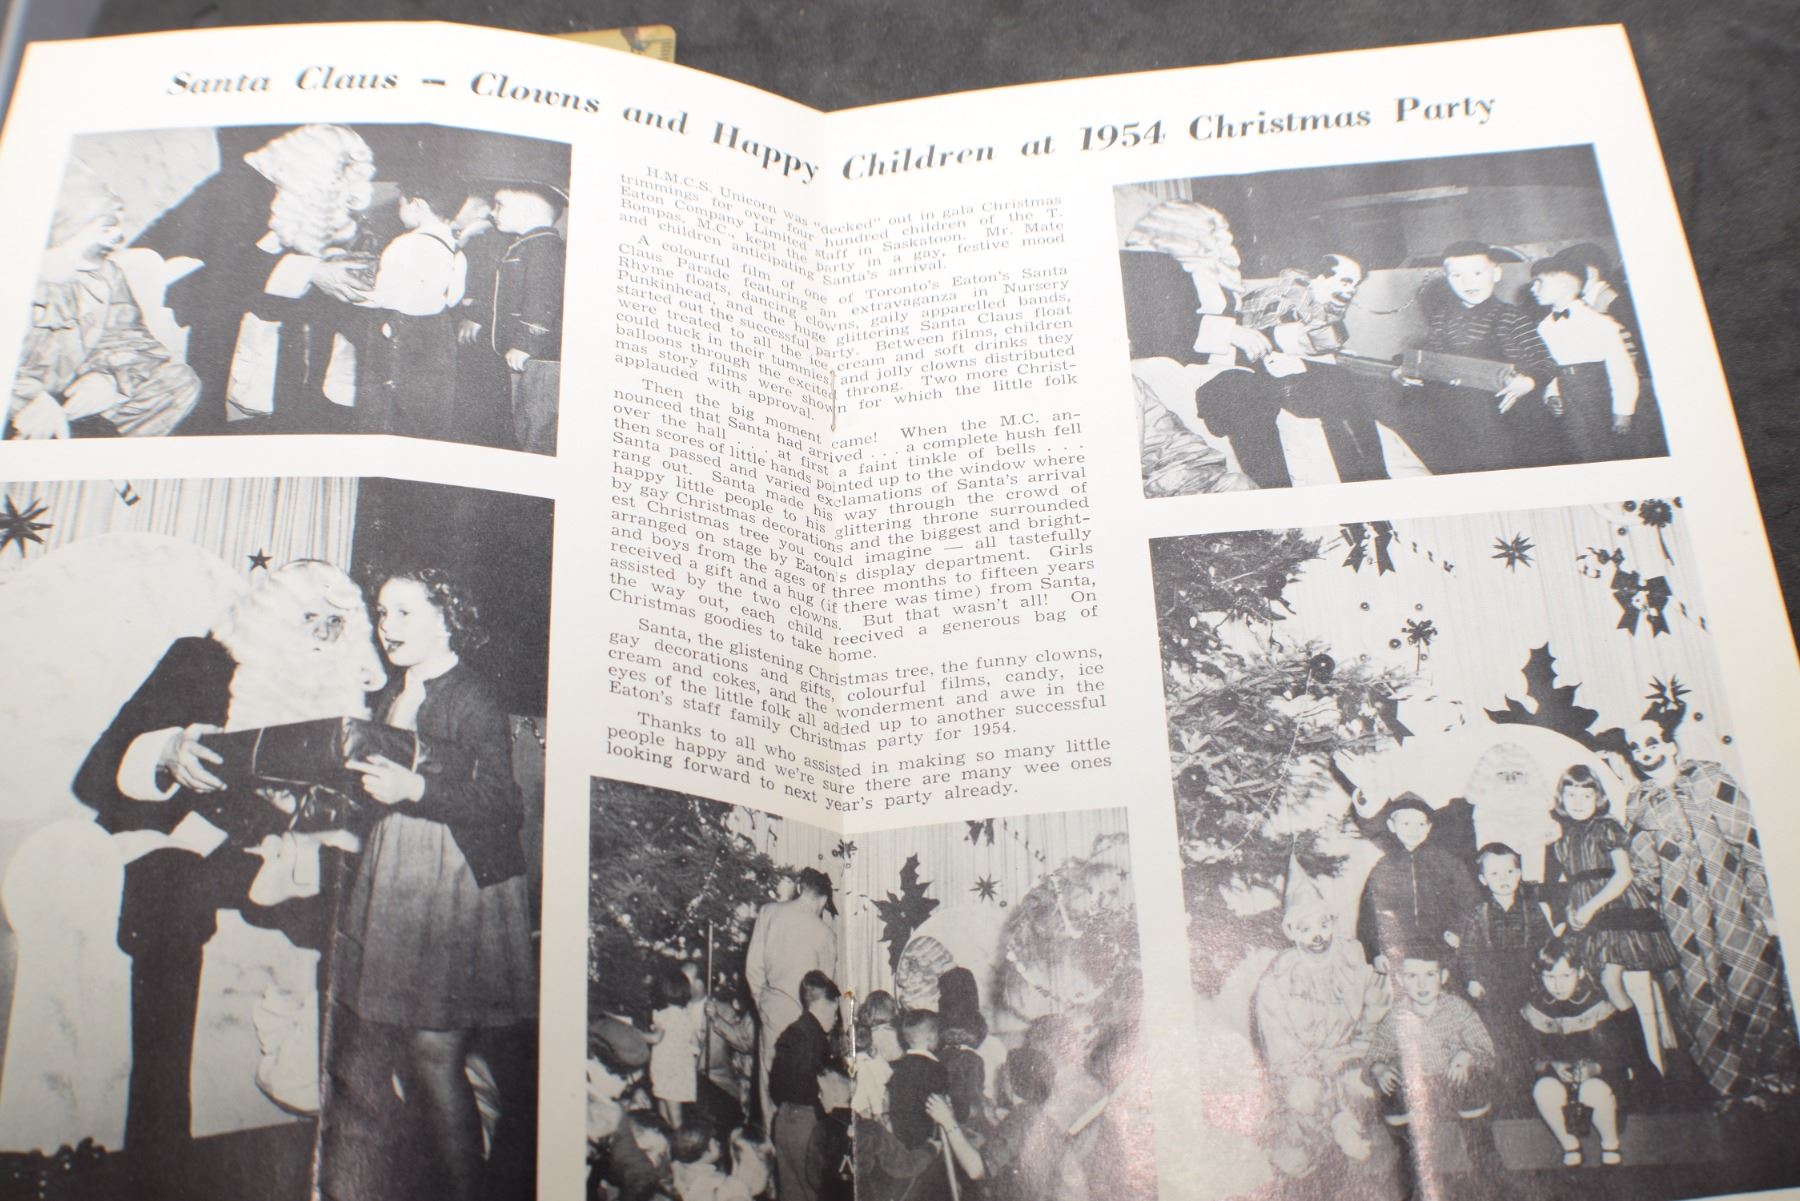 Santa Claus – Clowns and Happy Children at 1954 Christmas Party
H.M.C.S. Unicorn was "decked" out in gala Christmas
trimmings for over four hundred children of the T.
Eaton Company Limited staff in Saskatoon. Mr. Mate
Bompas, M.C., kept the party in a gay, festive mood
and children anticipating Santa's arrival.
A colourful film of one of Toronto's Eaton's Santa
Claus Parade featuring an extravaganza in Nursery
Rhyme floats, dancing clowns, gaily apparelled bands,
Punkinhead, and the huge glittering Santa Claus float
started out the successful party. Between films, children
were treated to all the ice cream and soft drinks they
could tuck in their tummies, and jolly clowns distributed
balloons through the excited throng. Two more Christ-
mas story films were shown for which the little folk
applauded with approval.
Then the big moment came! When the M.C. an-
nounced that Santa had arrived . . . a complete hush fell
over the hall . . . at first a faint tinkle of bells . . .
then scores of little hands pointed up to the window where
Santa passed and varied exclamations of Santa's arrival
rang out. Santa made his way through the crowd of
happy little people to his glittering throne surrounded
by gay Christmas decorations and the biggest and bright-
est Christmas tree you could imagine — all tastefully
arranged on stage by Eaton's display department. Girls
and boys from the ages of three months to fifteen years
received a gift and a hug (if there was time) from Santa,
assisted by the two clowns. But that wasn't all! On
the way out, each child reecived a generous bag of
Christmas goodies to take home.
Santa, the glistening Christmas tree, the funny clowns,
gay decorations and gifts, colourful films, candy, ice
cream and cokes, and the wonderment and awe in the
eyes of the little folk all added up to another successful
Eaton's staff family Christmas party for 1954.
Thanks to all who assisted in making so many little
people happy and we're sure there are many wee ones
looking forward to next year's party already.